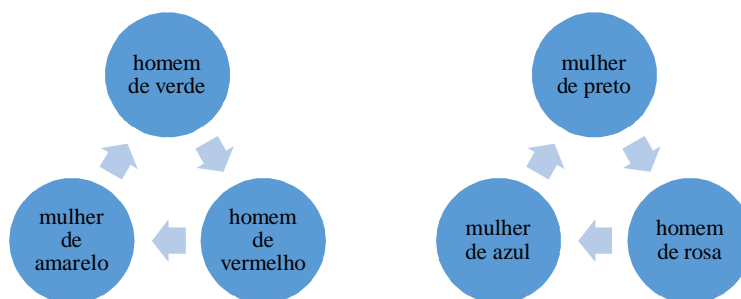 homem
de verde
mulher
de
amarelo
homem
de
vermelho
mulher
de preto
mulher
de azul
homem
de rosa